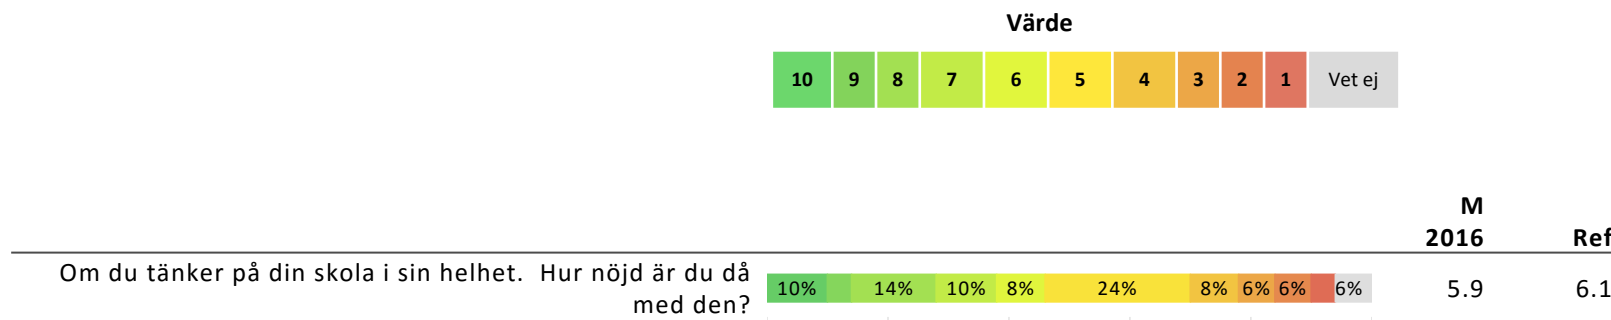 Värde
10 9 8 7 6 5 4 3 2 1 Vet ej
M
2016 Ref
Om du tänker på din skola i sin helhet. Hur nöjd är du då
med den?
10% 14% 10% 8% 24% 8% 6% 6% 6% 5.9 6.1